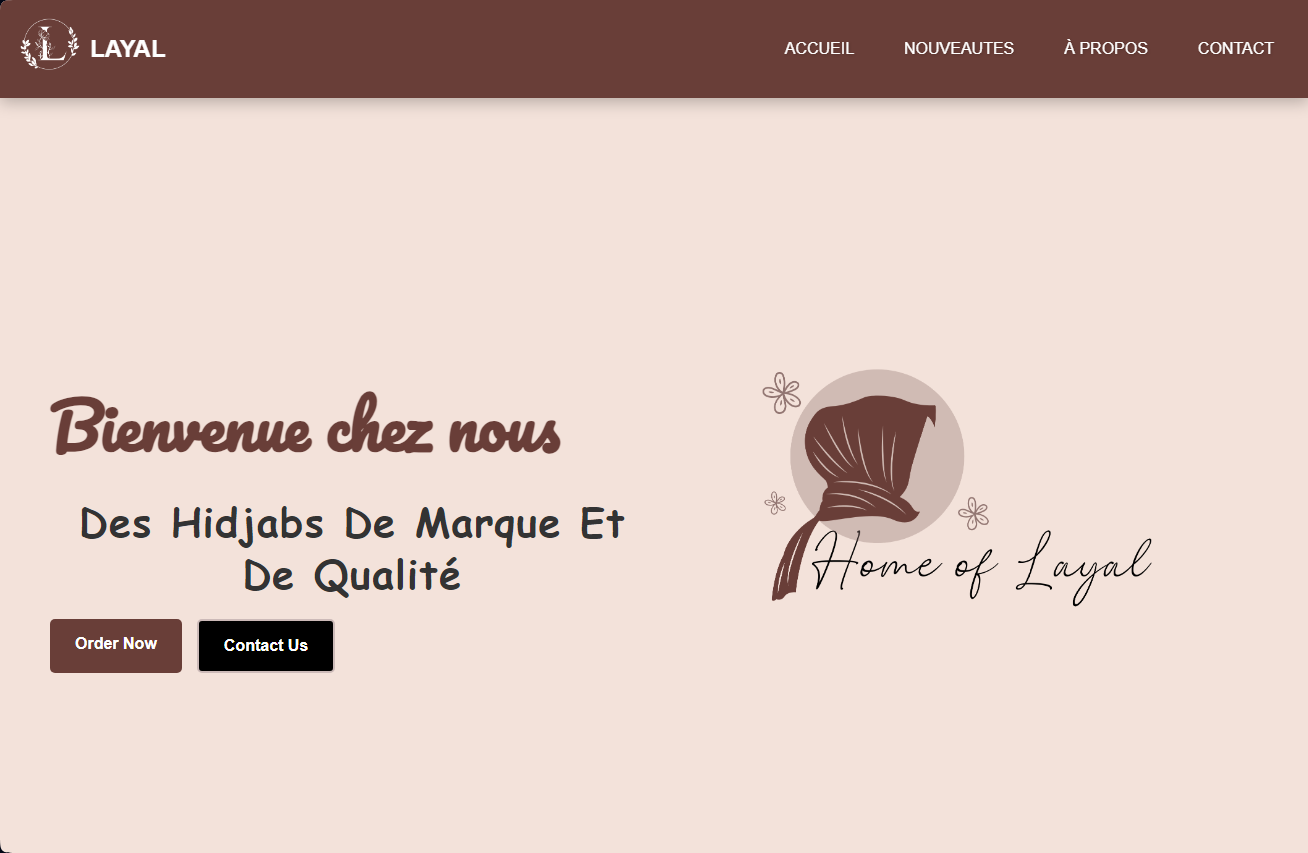 L
LAYAL
ACCUEIL
NOUVEAUTES
À PROPOS
CONTACT
Bienvenue chez nous
Des Hidjabs De Marque Et
De Qualité
Order Now
Contact Us
Home of Layal